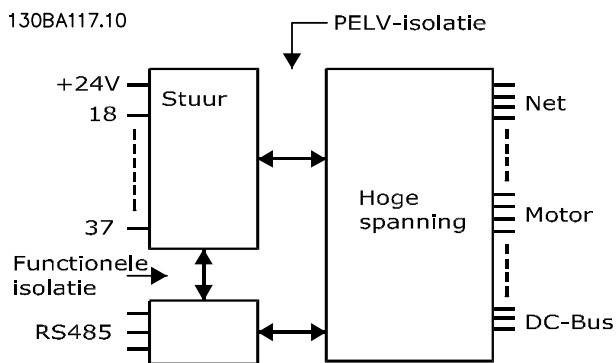 130BA117.10
PELV-isolatie
+24V
Stuur
18
Net
37
Hoge
spanning
Motor
Functionele
isolatie
RS485
DC-Bus